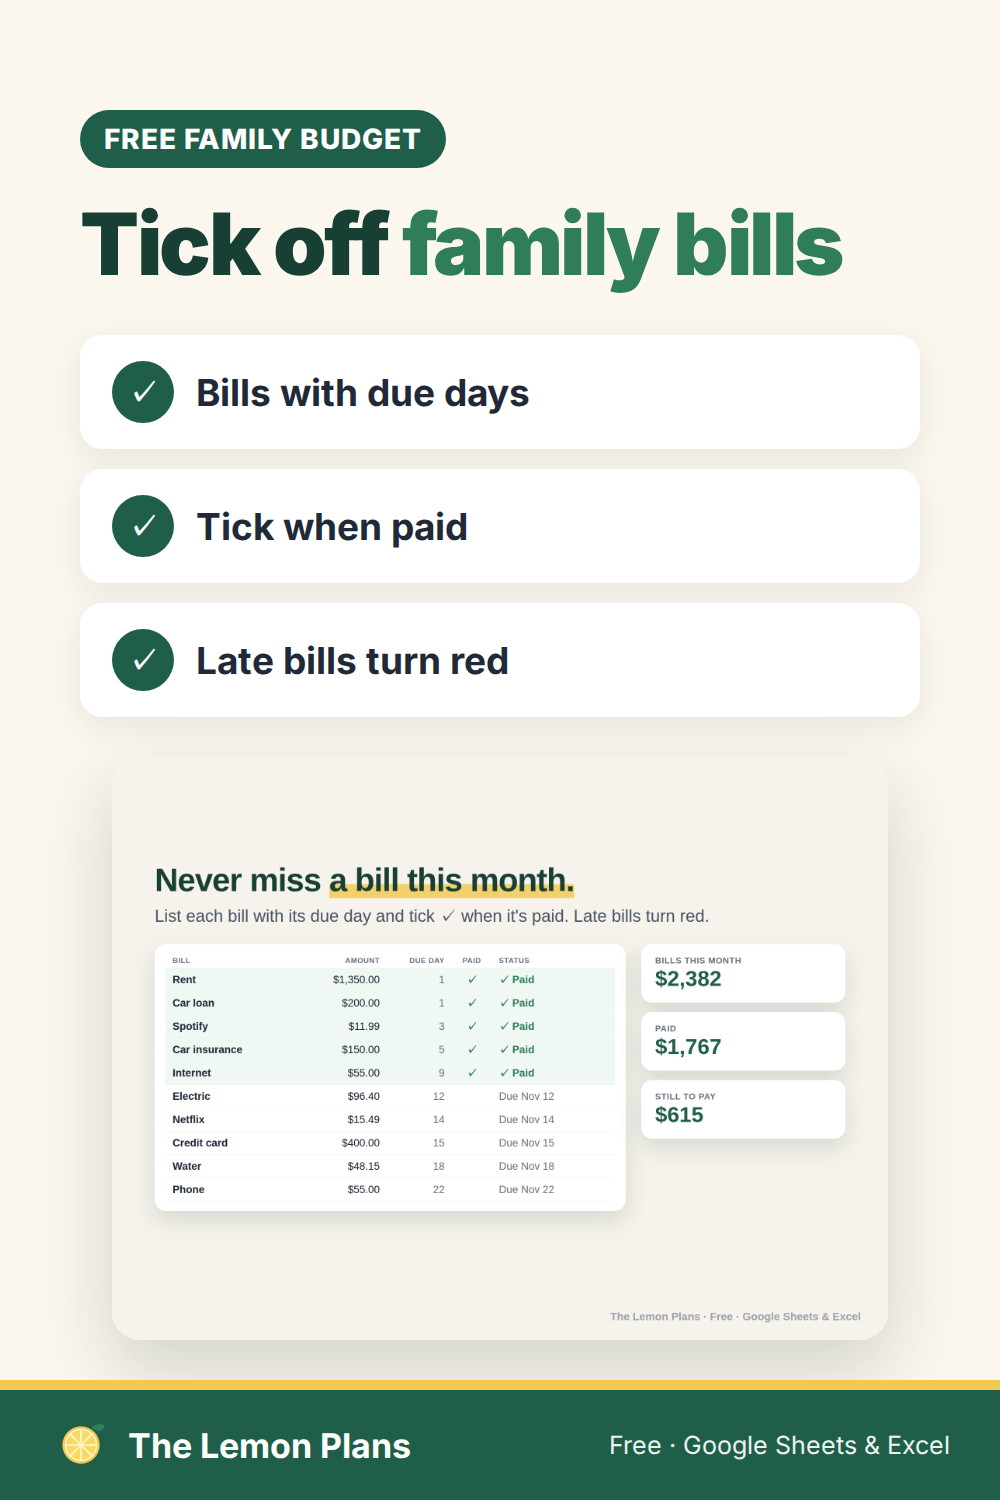 FREE FAMILY BUDGET
Tick off family bills
✓ Bills with due days
✓ Tick when paid
✓ Late bills turn red
Never miss a bill this month.
List each bill with its due day and tick ✓ when it's paid. Late bills turn red.
BILL AMOUNT DUE DAY PAID STATUS
Rent $1,350.00 1 ✓ ✓ Paid
Car loan $200.00 1 ✓ ✓ Paid
Spotify $11.99 3 ✓ ✓ Paid
Car insurance $150.00 5 ✓ ✓ Paid
Internet $55.00 9 ✓ ✓ Paid
Electric $96.40 12 Due Nov 12
Netflix $15.49 14 Due Nov 14
Credit card $400.00 15 Due Nov 15
Water $48.15 18 Due Nov 18
Phone $55.00 22 Due Nov 22
BILLS THIS MONTH
$2,382
PAID
$1,767
STILL TO PAY
$615
The Lemon Plans · Free · Google Sheets & Excel
The Lemon Plans
Free · Google Sheets & Excel